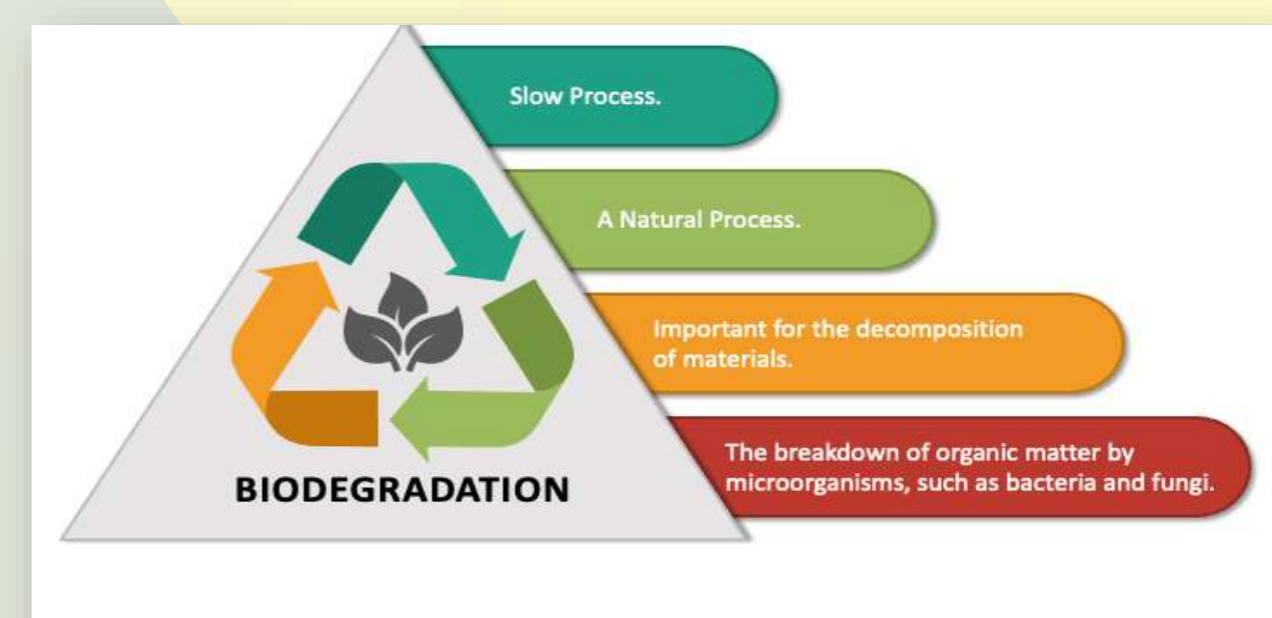 Slow Process.
A Natural Process.
Important for the decomposition
of materials.
The breakdown of organic matter by
microorganisms, such as bacteria and fungi.
BIODEGRADATION